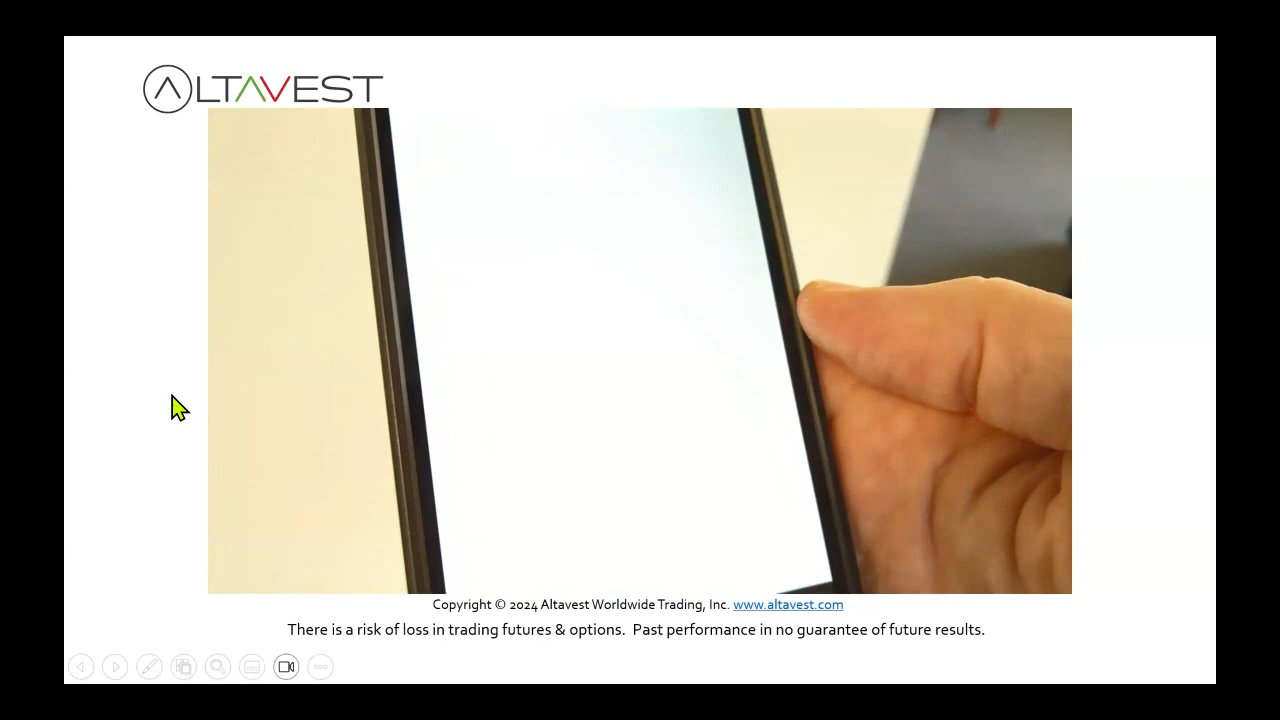 ALTAVEST
Copyright © 2024 Altavest Worldwide Trading, Inc. www.altavest.com
There is a risk of loss in trading futures & options.  Past performance in no guarantee of future results.